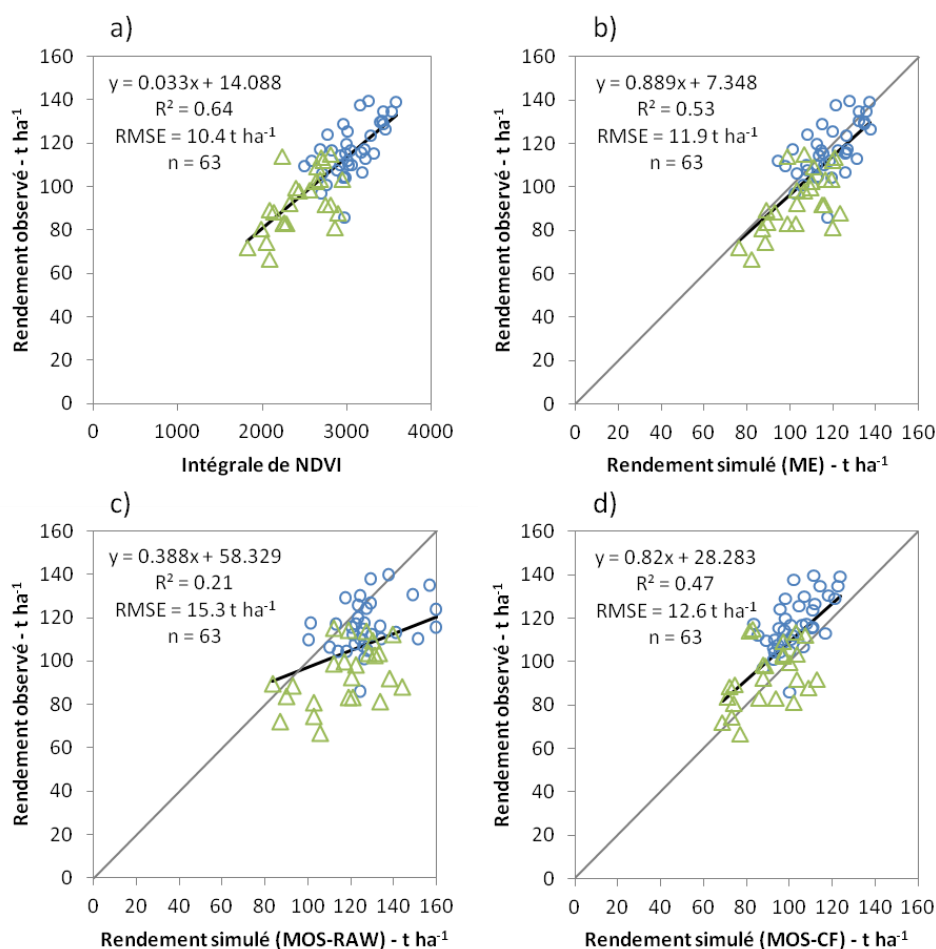 a)
y = 0.033x + 14.088
R² = 0.64
RMSE = 10.4 t ha⁻¹
n = 63
Rendement observé - t ha⁻¹
160
140
120
100
80
60
40
20
0
0 1000 2000 3000 4000
Intégrale de NDVI
b)
y = 0.889x + 7.348
R² = 0.53
RMSE = 11.9 t ha⁻¹
n = 63
Rendement observé - t ha⁻¹
160
140
120
100
80
60
40
20
0
0 20 40 60 80 100 120 140 160
Rendement simulé (ME) - t ha⁻¹
c)
y = 0.388x + 58.329
R² = 0.21
RMSE = 15.3 t ha⁻¹
n = 63
Rendement observé - t ha⁻¹
160
140
120
100
80
60
40
20
0
0 20 40 60 80 100 120 140 160
Rendement simulé (MOS-RAW) - t ha⁻¹
d)
y = 0.82x + 28.283
R² = 0.47
RMSE = 12.6 t ha⁻¹
n = 63
Rendement observé - t ha⁻¹
160
140
120
100
80
60
40
20
0
0 20 40 60 80 100 120 140 160
Rendement simulé (MOS-CF) - t ha⁻¹